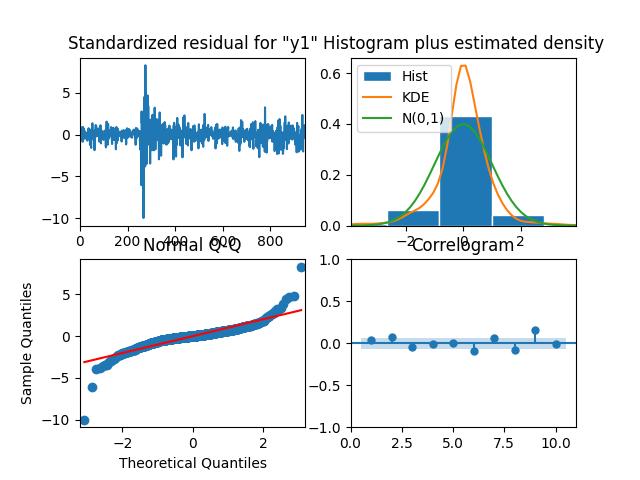 Standardized residual for "y1"
Histogram plus estimated density
5
0
−5
−10
0 200 400 600 800
0.6
0.4
0.2
0.0
−2 0 2
Hist
KDE
N(0,1)
Normal Q-Q
Correlogram
Sample Quantiles
5
0
−5
−10
−2 0 2
Theoretical Quantiles
1.0
0.5
0.0
−0.5
−1.0
0.0 2.5 5.0 7.5 10.0